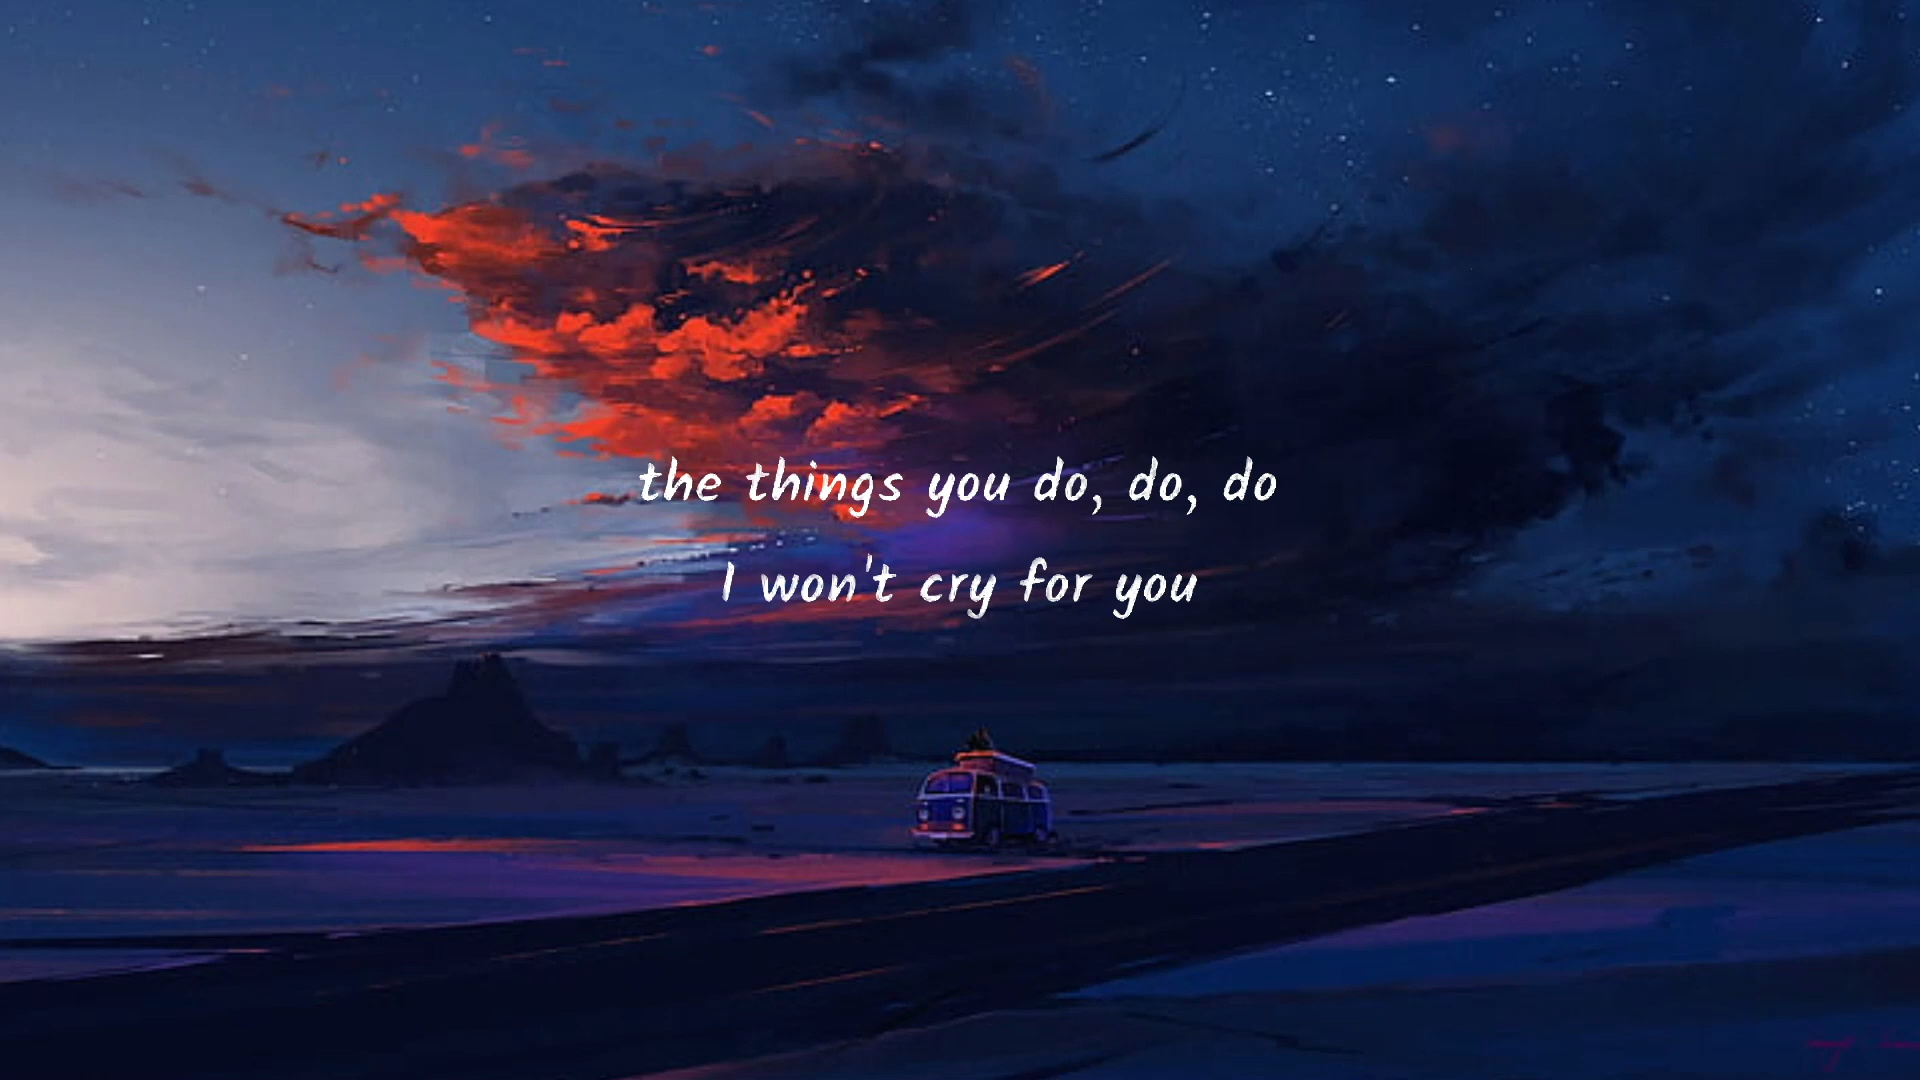 the things you do, do, do
I won't cry for you